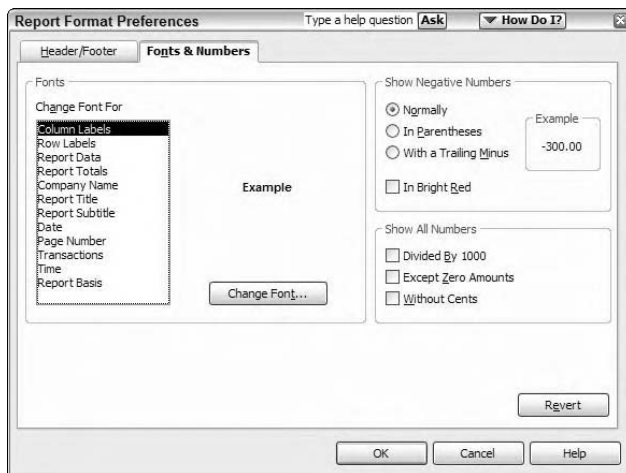 Report Format Preferences
Type a help question Ask
How Do I?
Header/Footer
Fonts & Numbers
Fonts
Change Font For
Column Labels
Row Labels
Report Data
Report Totals
Company Name
Report Title
Report Subtitle
Date
Page Number
Transactions
Time
Report Basis
Example
Change Font...
Show Negative Numbers
Normally
In Parentheses
With a Trailing Minus
In Bright Red
Example
-300.00
Show All Numbers
Divided By 1000
Except Zero Amounts
Without Cents
Revert
OK
Cancel
Help